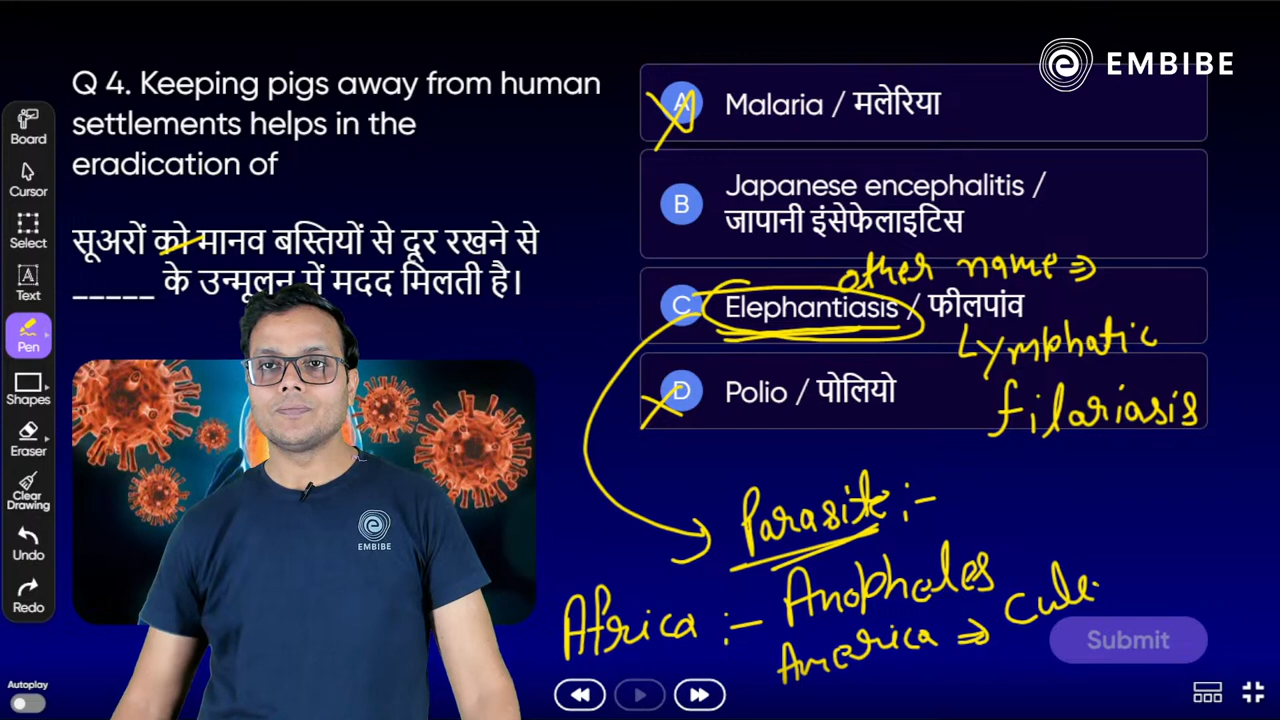 EMBIBE
Q 4. Keeping pigs away from human
settlements helps in the
eradication of
सूअरों को मानव बस्तियों से दूर रखने से
_____ के उन्मूलन में मदद मिलती है।
A Malaria / मलेरिया
B Japanese encephalitis /
जापानी इंसेफेलाइटिस
other name ⇒
C Elephantiasis / फीलपांव
Lymphatic
filariasis
D Polio / पोलियो
Parasite :-
Africa :- Anopheles
America ⇒ Cule
Submit
Board
Cursor
Select
Text
Pen
Shapes
Eraser
Clear
Drawing
Undo
Redo
Autoplay
EMBIBE